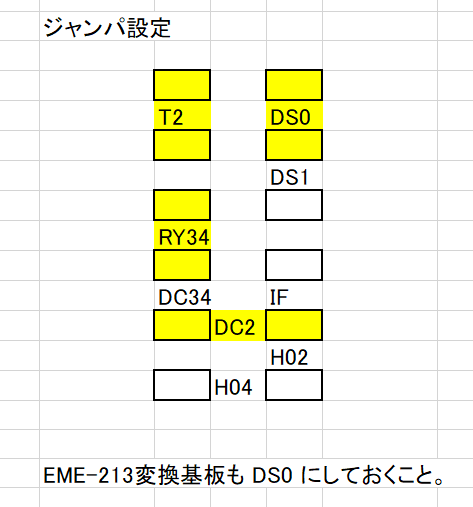 ジャンパ設定
T2 DS0
DS1
RY34
DC34 IF
DC2
H02
H04
EME-213変換基板も DS0 にしておくこと。